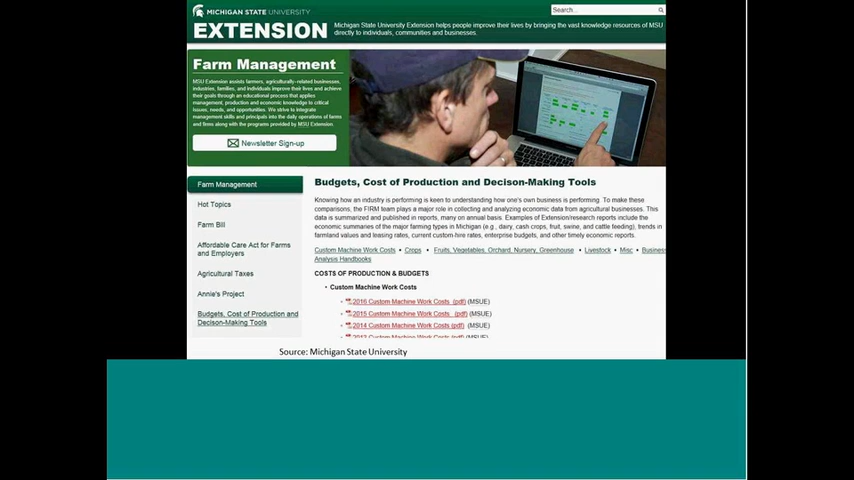 MICHIGAN STATE UNIVERSITY
EXTENSION
Michigan State University Extension helps people improve their lives by bringing the vast knowledge resources of MSU
directly to individuals, communities and businesses.
Search...
Farm Management
MSU Extension assists farmers, agriculturally-related businesses,
industries, families, and individuals improve their lives and achieve
their goals through an educational process that applies
management, production and economic knowledge to critical
issues, needs, and opportunities. We strive to integrate
management skills and principals into the daily operations of farms
and firms along with the programs provided by MSU Extension.
Newsletter Sign-up
Farm Management
Hot Topics
Farm Bill
Affordable Care Act for Farms
and Employers
Agricultural Taxes
Annie's Project
Budgets, Cost of Production and
Decison-Making Tools
Budgets, Cost of Production and Decison-Making Tools
Knowing how an industry is performing is keen to understanding how one's own business is performing. To make these
comparisons, the FIRM team plays a major role in collecting and analyzing economic data from agricultural businesses. This
data is summarized and published in reports, many on annual basis. Examples of Extension/research reports include the
economic summaries of the major farming types in Michigan (e.g., dairy, cash crops, fruit, swine, and cattle feeding), trends in
farmland values and leasing rates, current custom-hire rates, enterprise budgets, and other timely economic reports.
Custom Machine Work Costs • Crops • Fruits, Vegetables, Orchard, Nursery, Greenhouse • Livestock • Misc • Business
Analysis Handbooks
COSTS OF PRODUCTION & BUDGETS
• Custom Machine Work Costs
2016 Custom Machine Work Costs (pdf) (MSUE)
2015 Custom Machine Work Costs (pdf) (MSUE)
2014 Custom Machine Work Costs (pdf) (MSUE)
2013 Custom Machine Work Costs (pdf) (MSUE)
Source: Michigan State University